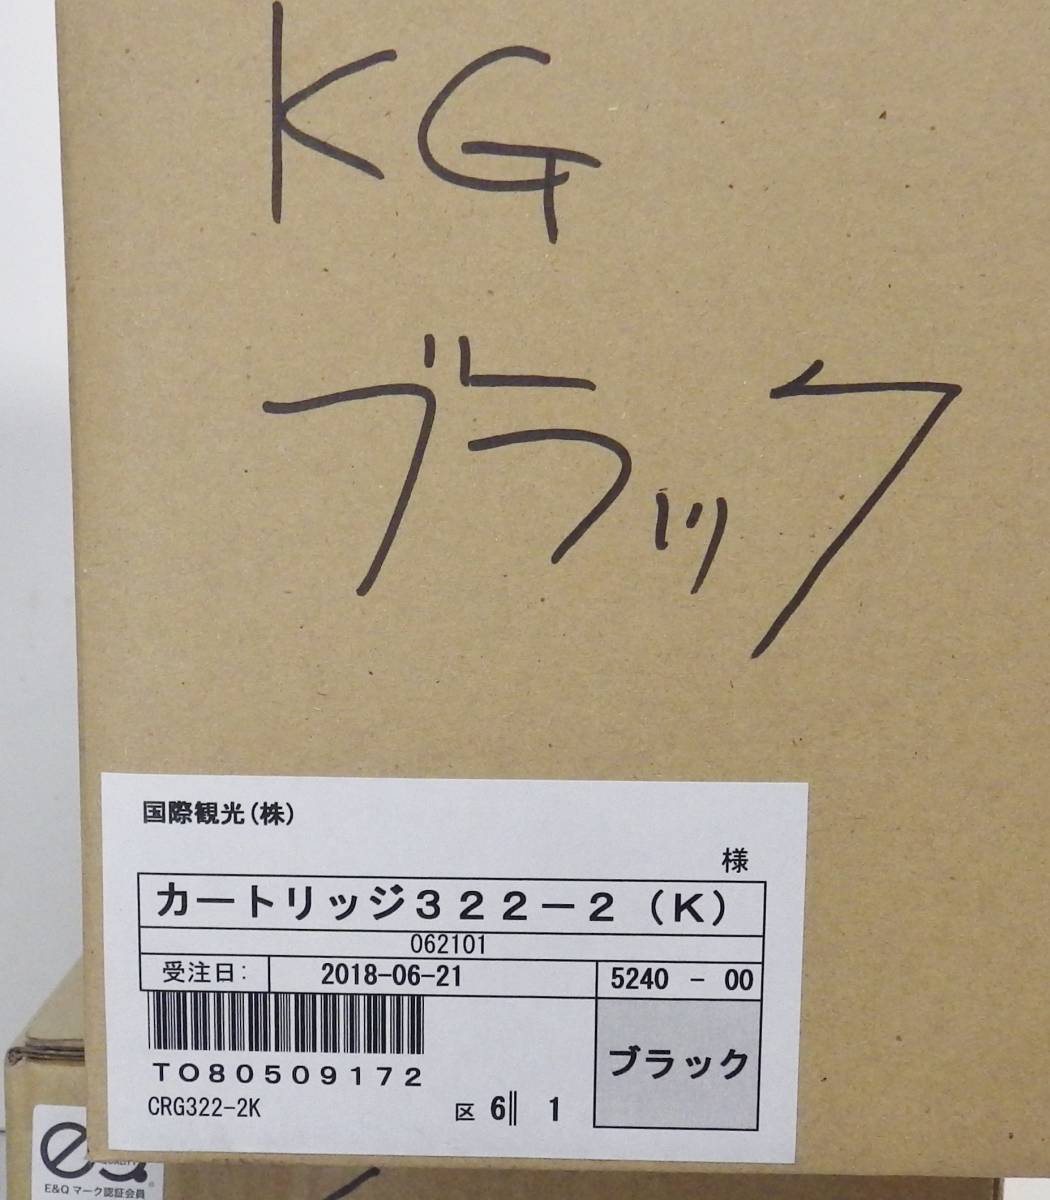 KG
ブラック
国際観光(株)
様
カートリッジ322-2(K)
062101
受注日: 2018-06-21 5240 - 00
ブラック
TO80509172
CRG322-2K 区 6|| 1
E&Q マーク認証会員